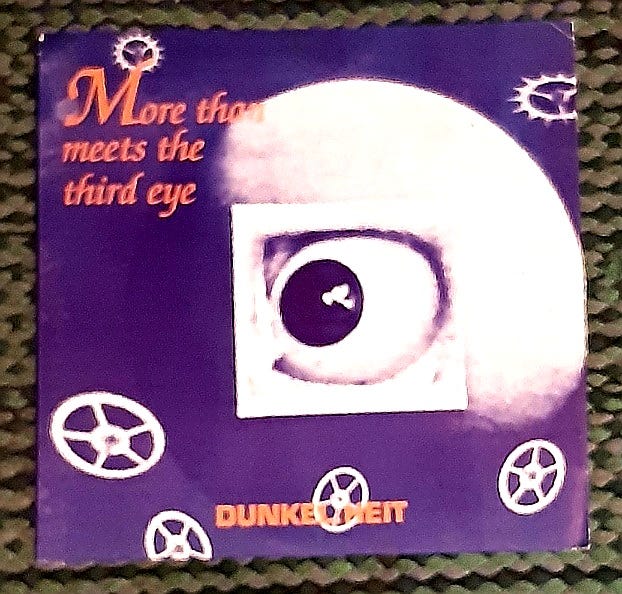 More than
meets the
third eye
DUNKELHEIT